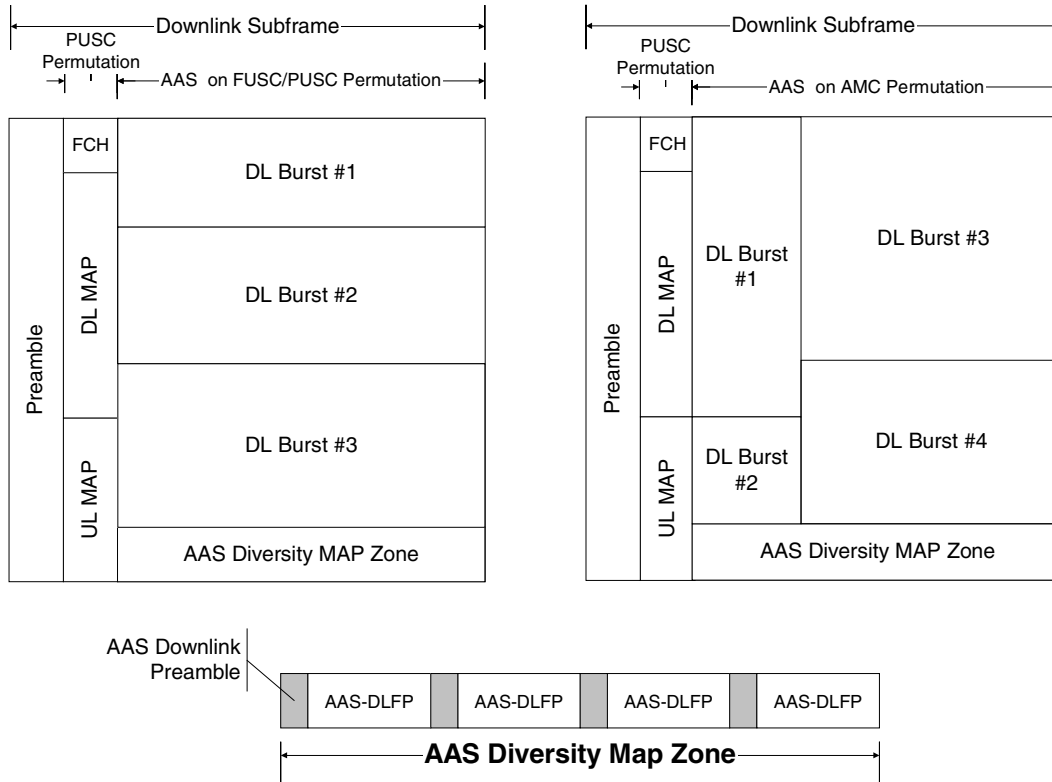 Downlink Subframe
PUSC
Permutation
AAS on FUSC/PUSC Permutation
Preamble
FCH
DL MAP
UL MAP
DL Burst #1
DL Burst #2
DL Burst #3
AAS Diversity MAP Zone
Downlink Subframe
PUSC
Permutation
AAS on AMC Permutation
Preamble
FCH
DL MAP
UL MAP
DL Burst
#1
DL Burst
#2
DL Burst #3
DL Burst #4
AAS Diversity MAP Zone
AAS Downlink
Preamble
AAS-DLFP
AAS-DLFP
AAS-DLFP
AAS-DLFP
AAS Diversity Map Zone